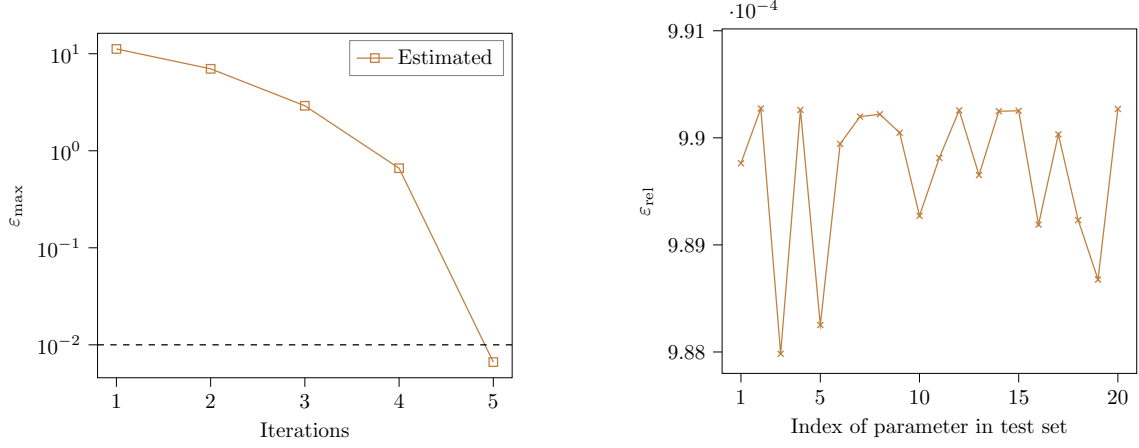 10^1
10^0
10^−1
10^−2
ε_max
Estimated
1 2 3 4 5
Iterations
·10^−4
9.91
9.9
9.89
9.88
ε_rel
1 5 10 15 20
Index of parameter in test set